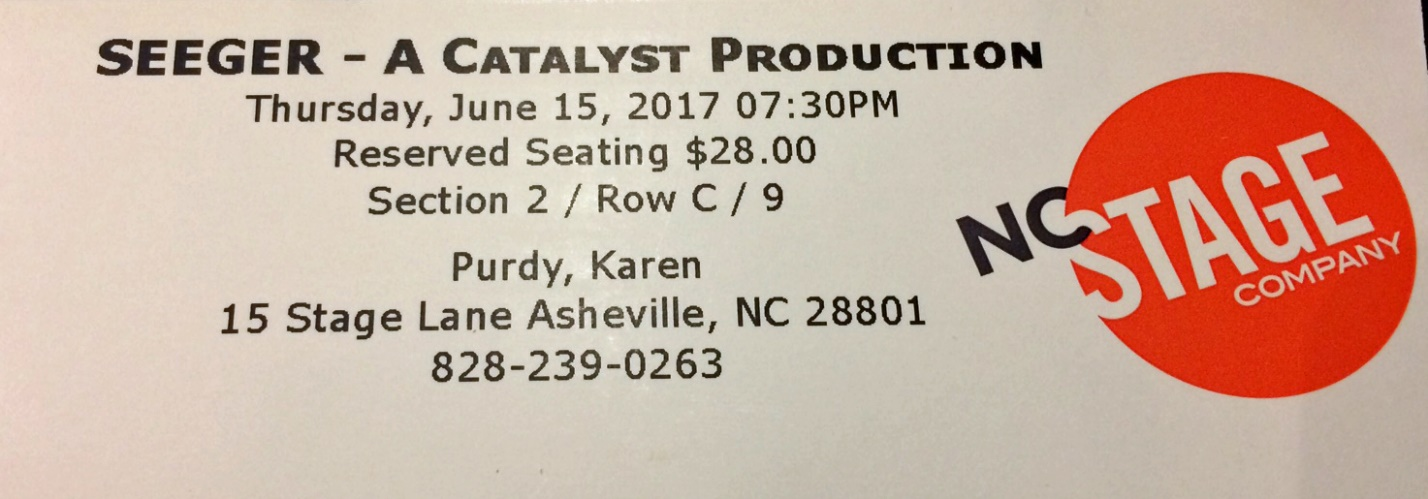 SEEGER - A CATALYST PRODUCTION
Thursday, June 15, 2017 07:30PM
Reserved Seating $28.00
Section 2 / Row C / 9
Purdy, Karen
15 Stage Lane Asheville, NC 28801
828-239-0263
NC STAGE
COMPANY